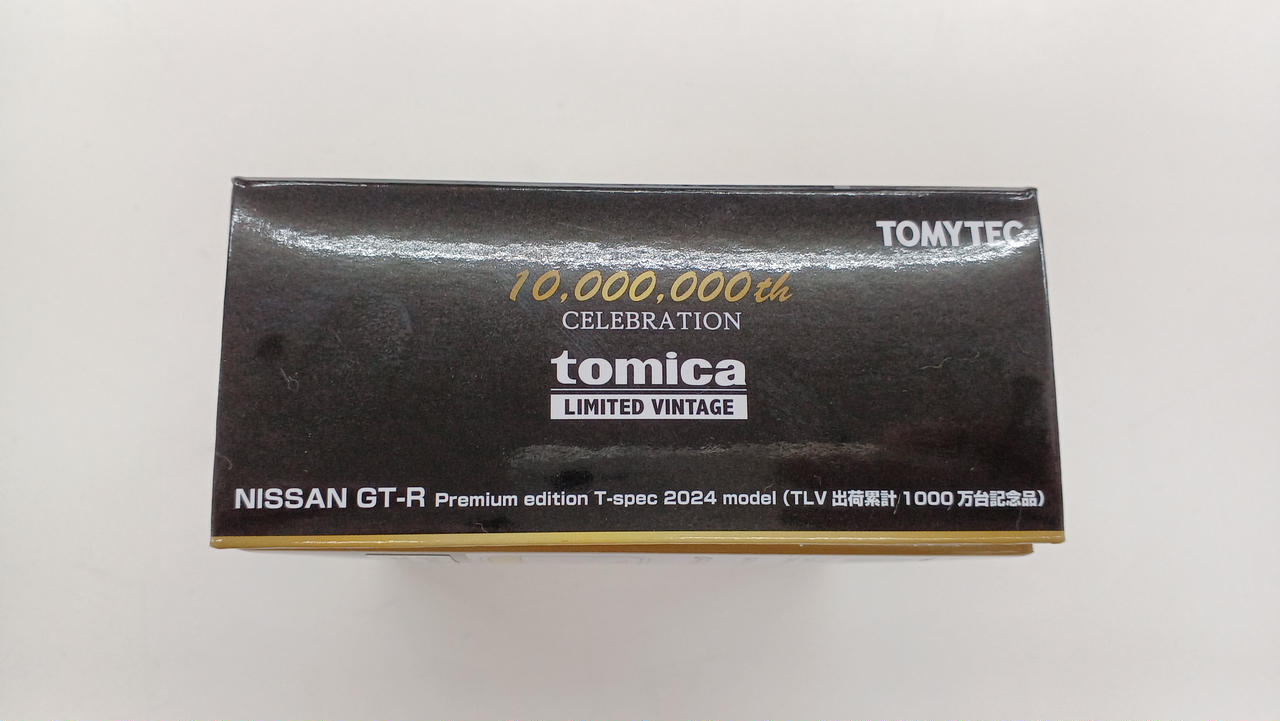 TOMYTEC
10,000,000th
CELEBRATION
tomica
LIMITED VINTAGE
NISSAN GT-R Premium edition T-spec 2024 model (TLV 出荷累計 1000 万台記念品)